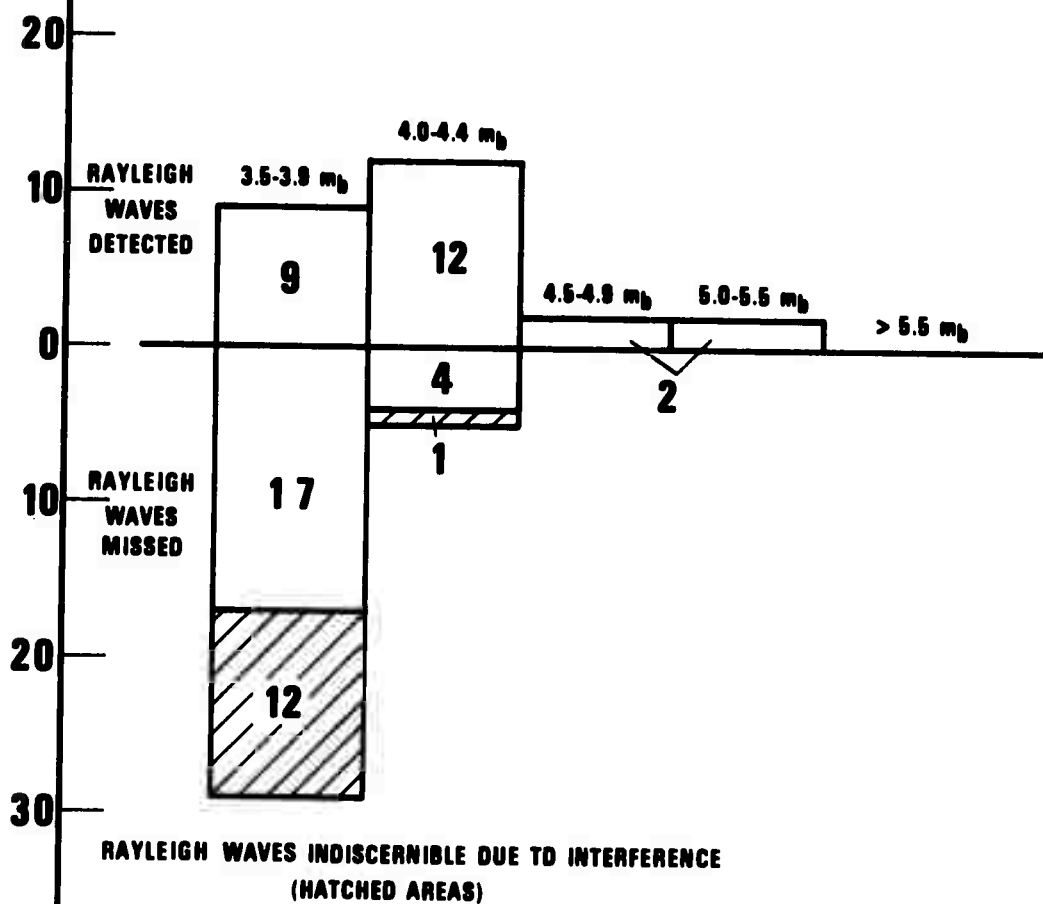 20
4.0-4.4 mb
10
RAYLEIGH
WAVES
DETECTED
3.5-3.9 mb
9
12
4.5-4.9 mb
5.0-5.5 mb
> 5.5 mb
0
4
2
1
10
RAYLEIGH
WAVES
MISSED
17
20
12
30
RAYLEIGH WAVES INDISCERNIBLE DUE TO INTERFERENCE
(HATCHED AREAS)